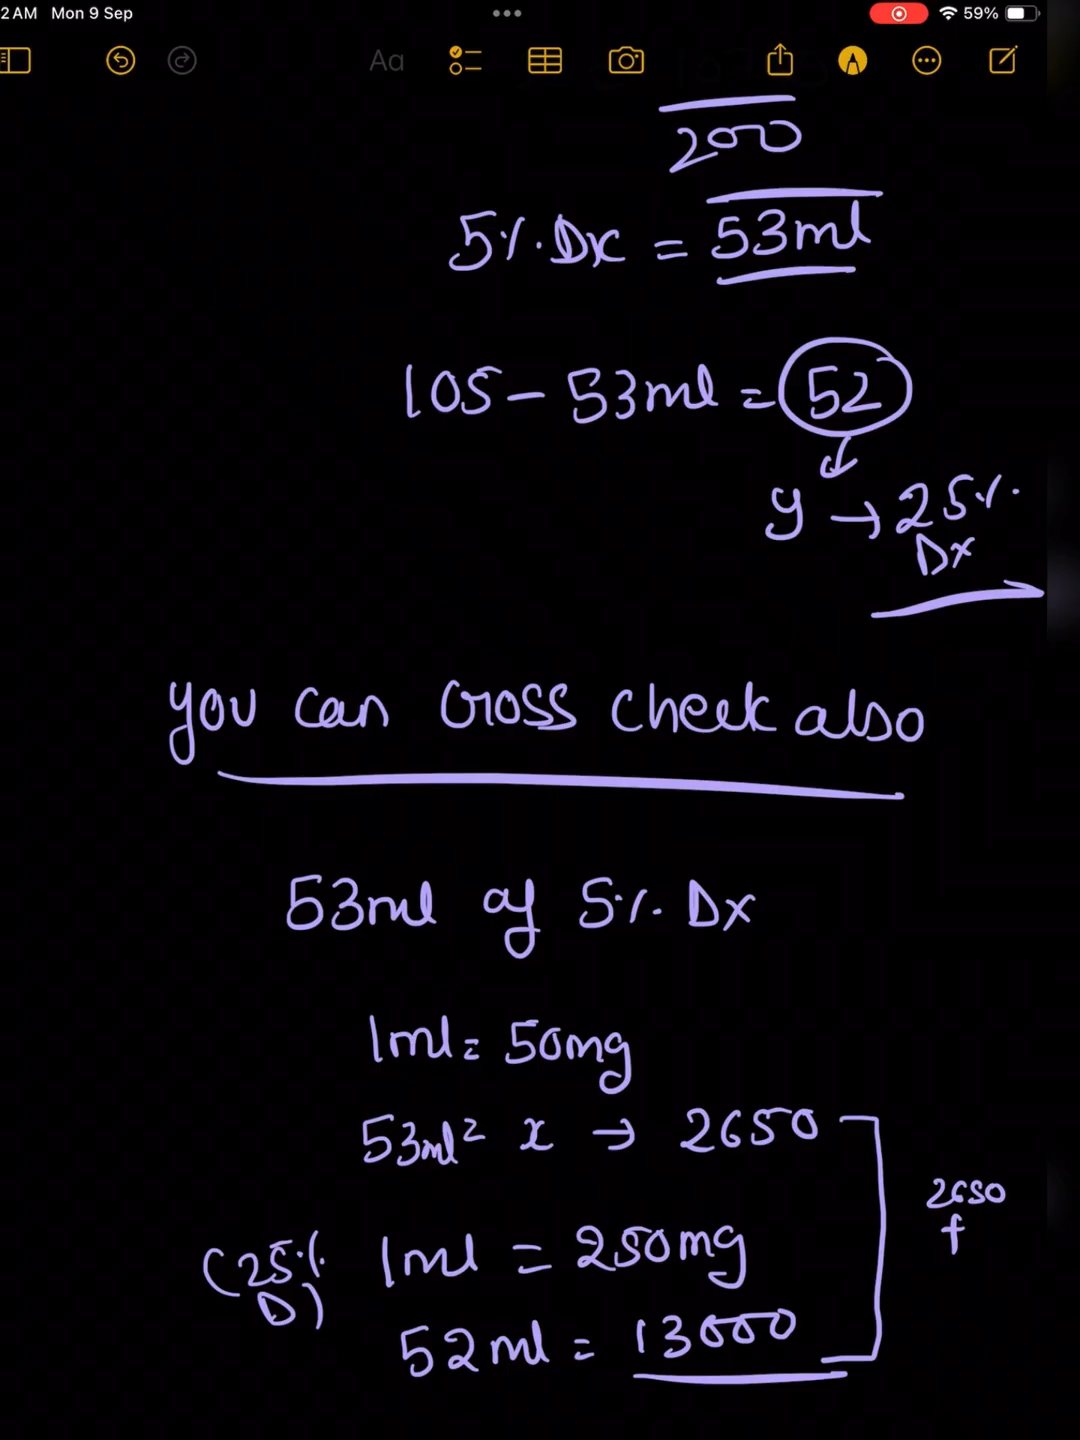 2 AM Mon 9 Sep
59%
Aa
200
5% Dx = 53ml
105 - 53ml = 52
y → 25%
Dx
you can cross check also
53ml of 5% Dx
1ml = 50mg
53ml = x → 2650
2650
+
(25% D) 1ml = 250mg
52ml = 13000